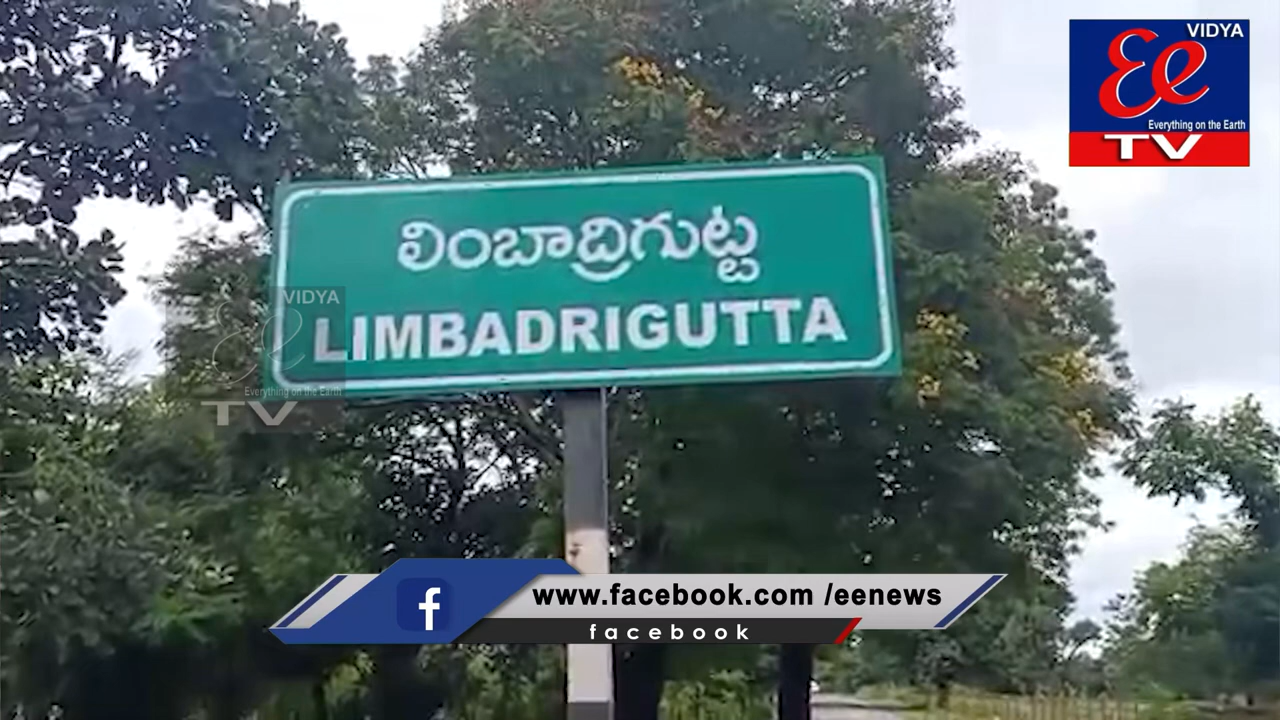 VIDYA
Ee
Everything on the Earth
TV
లింబాద్రిగుట్ట
LIMBADRIGUTTA
VIDYA
Ee
Everything on the Earth
TV
www.facebook.com /eenews
facebook